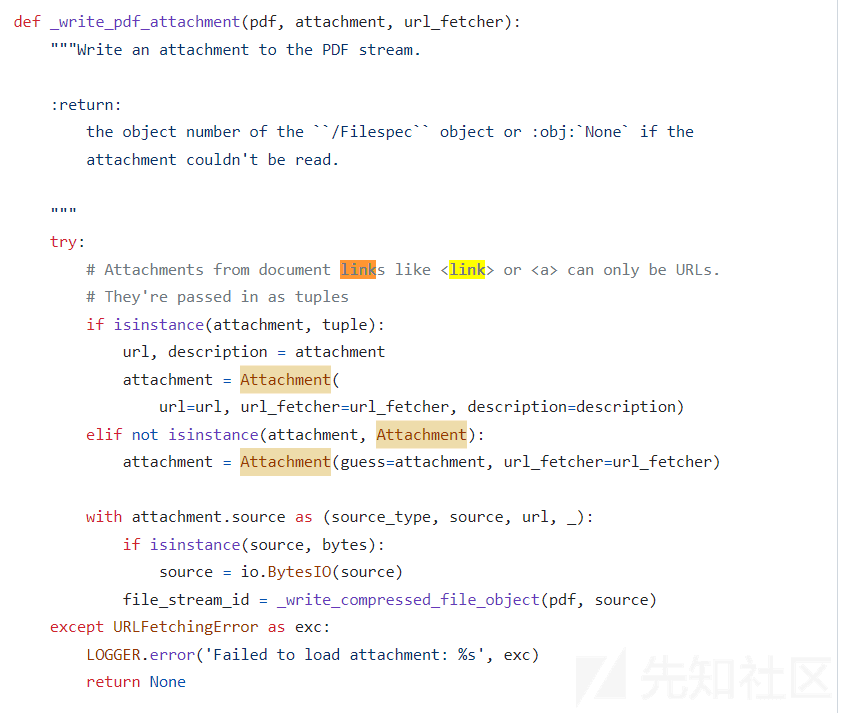 def _write_pdf_attachment(pdf, attachment, url_fetcher):
    """Write an attachment to the PDF stream.

    :return:
        the object number of the ``/Filespec`` object or :obj:`None` if the
        attachment couldn't be read.

    """
    try:
        # Attachments from document links like <link> or <a> can only be URLs.
        # They're passed in as tuples
        if isinstance(attachment, tuple):
            url, description = attachment
            attachment = Attachment(
                url=url, url_fetcher=url_fetcher, description=description)
        elif not isinstance(attachment, Attachment):
            attachment = Attachment(guess=attachment, url_fetcher=url_fetcher)

        with attachment.source as (source_type, source, url, _):
            if isinstance(source, bytes):
                source = io.BytesIO(source)
            file_stream_id = _write_compressed_file_object(pdf, source)
    except URLFetchingError as exc:
        LOGGER.error('Failed to load attachment: %s', exc)
        return None
先知社区